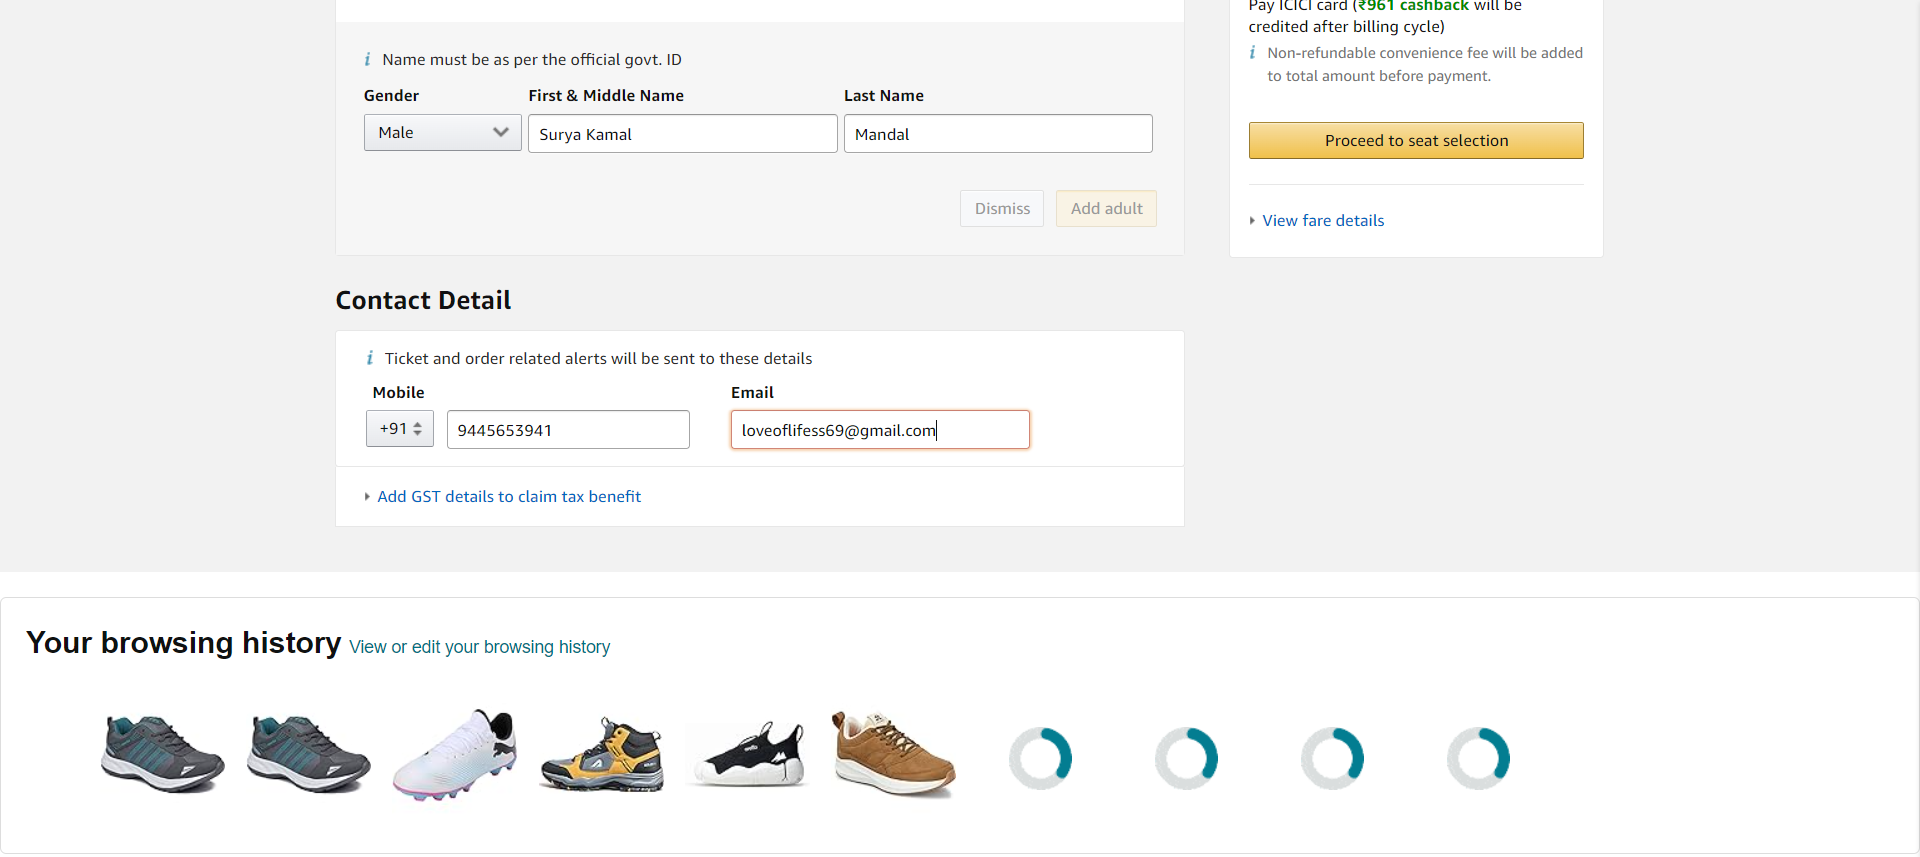 Pay ICICI card (₹961 cashback will be
credited after billing cycle)
i Non-refundable convenience fee will be added
to total amount before payment.
Proceed to seat selection
View fare details
i Name must be as per the official govt. ID
Gender First & Middle Name Last Name
Male Surya Kamal Mandal
Dismiss Add adult
Contact Detail
i Ticket and order related alerts will be sent to these details
Mobile Email
+91 9445653941 loveoflifess69@gmail.com
Add GST details to claim tax benefit
Your browsing history View or edit your browsing history